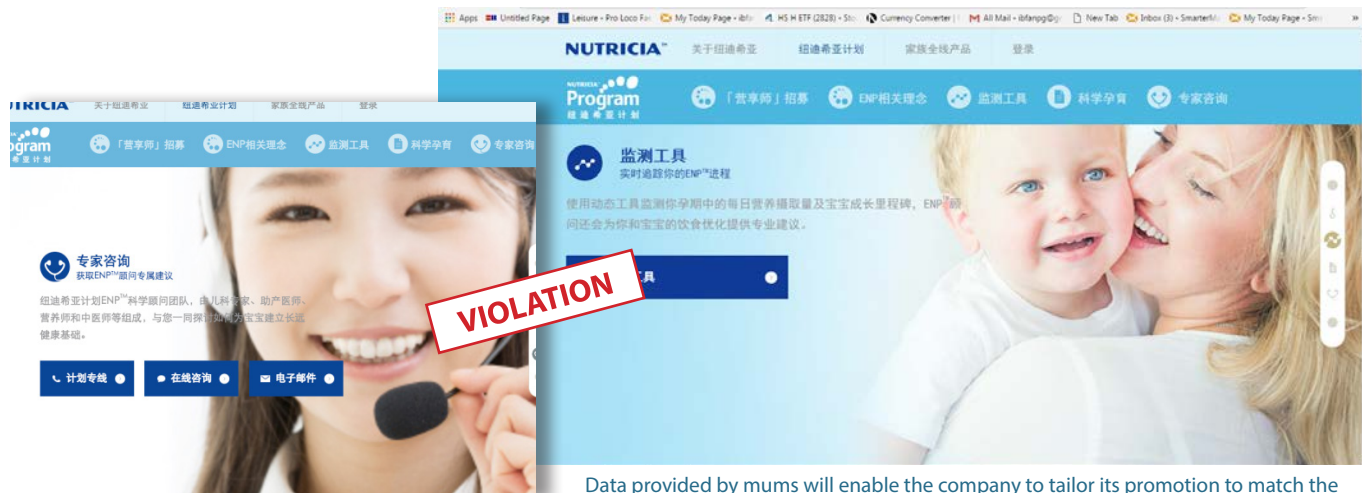 Apps Untitled Page Leisure - Pro Loco Fa My Today Page - ibfa HS H ETF (2828) - Sto Currency Converter | All Mail - ibfanpg@g New Tab Inbox (3) - SmarterM My Today Page - Sm »
NUTRICIA™ 关于纽迪希亚 纽迪希亚计划 家族全线产品 登录
NUTRICIA
Program
纽迪希亚计划
「营享师」招募 ENP相关理念 监测工具 科学孕育 专家咨询
监测工具
实时追踪你的ENP™进程
使用动态工具监测你孕期中的每日营养摄取量及宝宝成长里程碑，ENP™顾
问还会为你和宝宝的饮食优化提供专业建议。
具
UTRICIA 关于纽迪希亚 纽迪希亚计划 家族全线产品 登录
ogram
希亚计划
「营享师」招募 ENP相关理念 监测工具 科学孕育 专家咨询
专家咨询
获取ENP™顾问专属建议
纽迪希亚计划ENP™科学顾问团队，由儿科专家、助产医师、
营养师和中医师等组成，与您一同探讨如何为宝宝建立长远
健康基础。
计划专线 在线咨询 电子邮件
VIOLATION
Data provided by mums will enable the company to tailor its promotion to match the